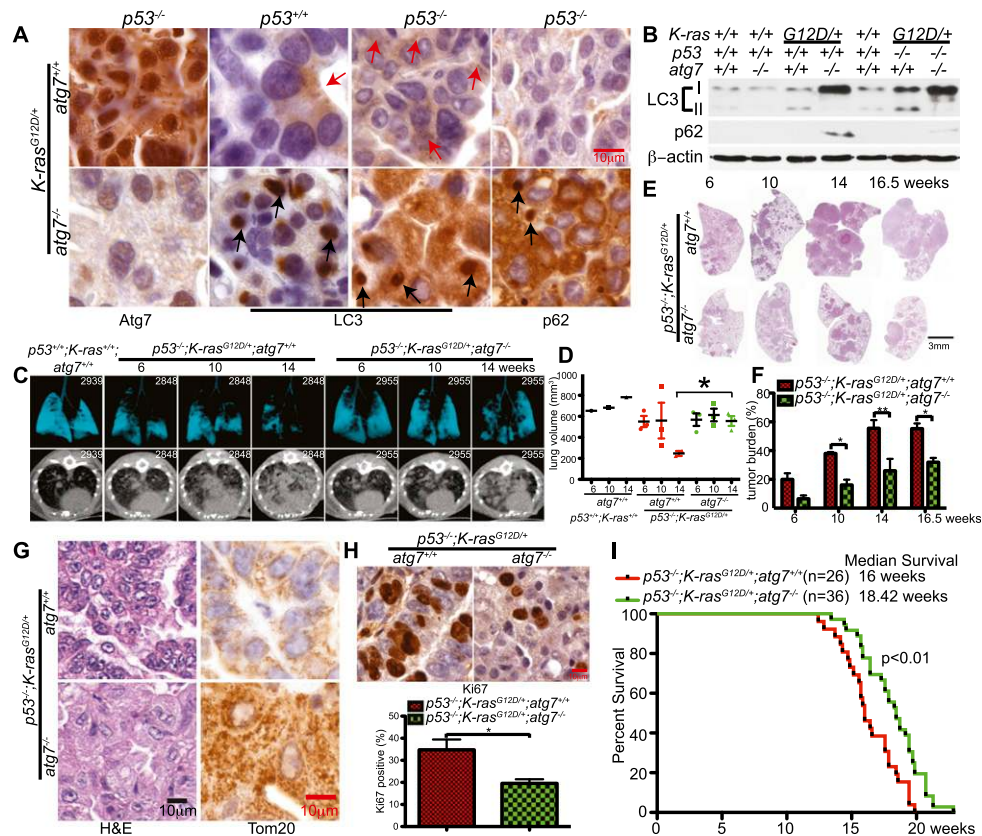 A
p53-/- p53+/+ p53-/- p53-/-
K-rasG12D/+
atg7+/+
atg7-/-
10μm
Atg7 LC3 p62
B
K-ras +/+ +/+ G12D/+ +/+ G12D/+
p53 +/+ +/+ +/+ +/+ +/+ -/- -/-
atg7 +/+ -/- +/+ -/- +/+ +/+ -/-
LC3 I
II
p62
β-actin
E
6 10 14 16.5 weeks
p53-/-;K-rasG12D/+
atg7+/+
atg7-/-
3mm
C
p53+/+;K-ras+/+;
atg7+/+
p53-/-;K-rasG12D/+;atg7+/+ p53-/-;K-rasG12D/+;atg7-/-
6 10 14 6 10 14 weeks
2939 2848 2848 2848 2955 2955 2955
2939 2848 2848 2848 2955 2955 2955
D
*
lung volume (mm3)
1000
800
600
400
200
0
6 10 14 6 10 14 6 10 14
atg7+/+ atg7+/+ atg7-/-
p53+/+;K-ras+/+ p53-/-;K-rasG12D/+
F
p53-/-;K-rasG12D/+;atg7+/+
p53-/-;K-rasG12D/+;atg7-/-
tumor burden (%)
80
60
40
20
* ** *
6 10 14 16.5 weeks
G
p53-/-;K-rasG12D/+
atg7+/+
atg7-/-
10μm 10μm
H&E Tom20
H
p53-/-;K-rasG12D/+
atg7+/+ atg7-/-
10μm
Ki67
p53-/-;K-rasG12D/+;atg7+/+
p53-/-;K-rasG12D/+;atg7-/-
*
Ki67 positive (%)
50
40
30
20
10
0
I
Median Survival
p53-/-;K-rasG12D/+;atg7+/+(n=26) 16 weeks
p53-/-;K-rasG12D/+;atg7-/- (n=36) 18.42 weeks
p<0.01
Percent Survival
100
80
60
40
20
0
0 5 10 15 20 weeks